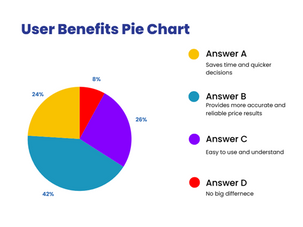 User Benefits Pie Chart
8%
24%
26%
42%
Answer A
Saves time and quicker
decisions
Answer B
Provides more accurate and
reliable price results
Answer C
Easy to use and understand
Answer D
No big differnece